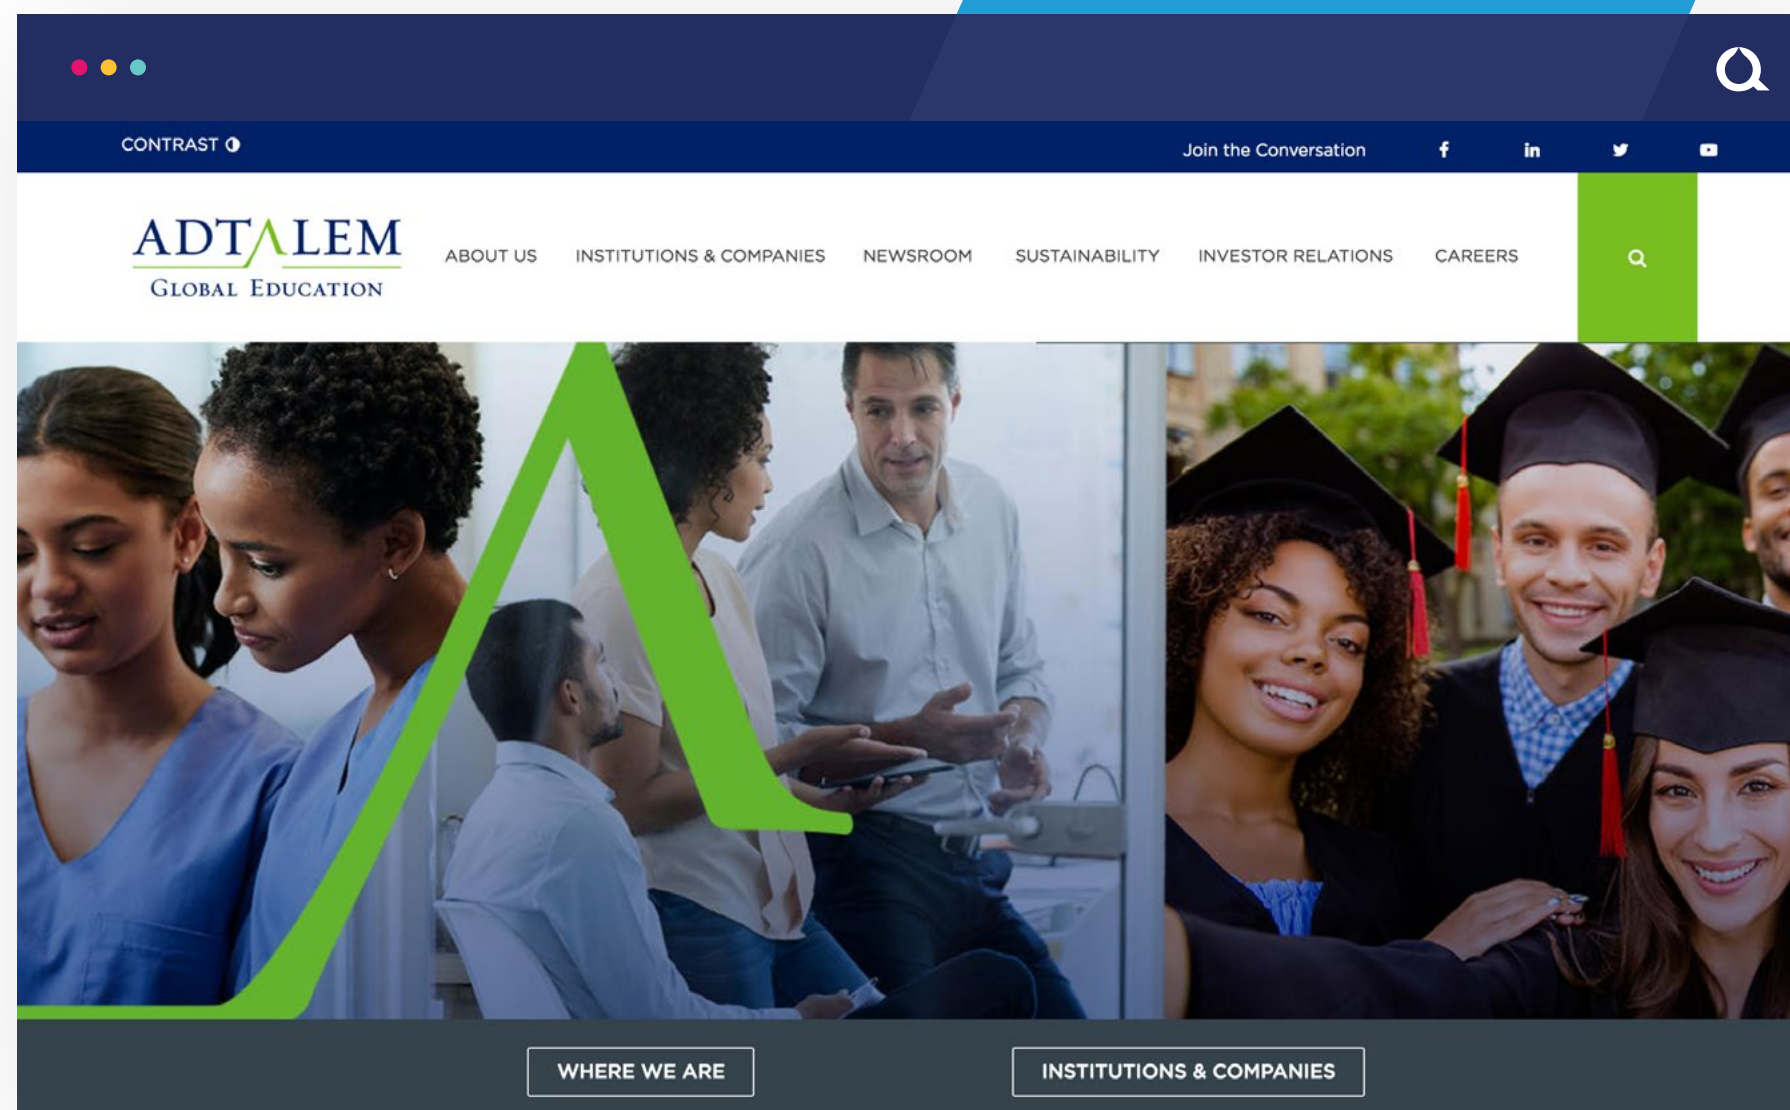 CONTRAST
Join the Conversation
ADTALEM
GLOBAL EDUCATION
ABOUT US
INSTITUTIONS & COMPANIES
NEWSROOM
SUSTAINABILITY
INVESTOR RELATIONS
CAREERS
WHERE WE ARE
INSTITUTIONS & COMPANIES